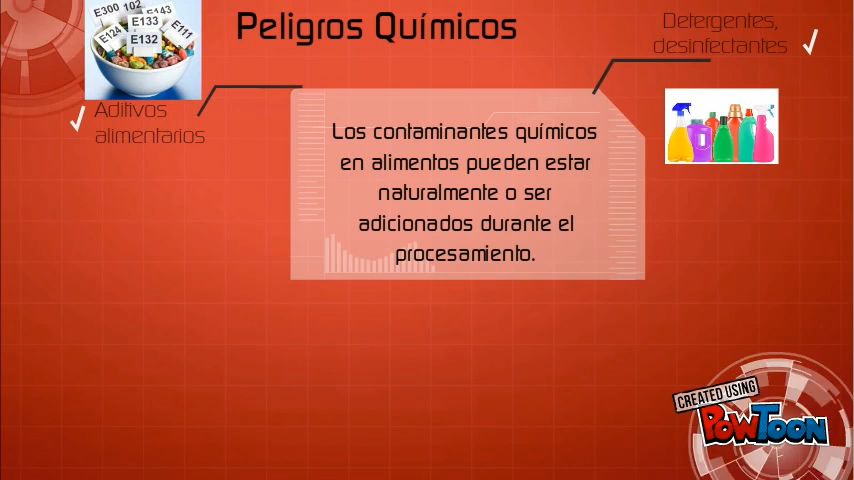 E300 102 E143
E133
E124
E111
E132
Peligros Químicos
Detergentes,
desinfectantes
Aditivos
alimentarios
Los contaminantes químicos
en alimentos pueden estar
naturalmente o ser
adicionados durante el
procesamiento.
CREATED USING
POWTOON